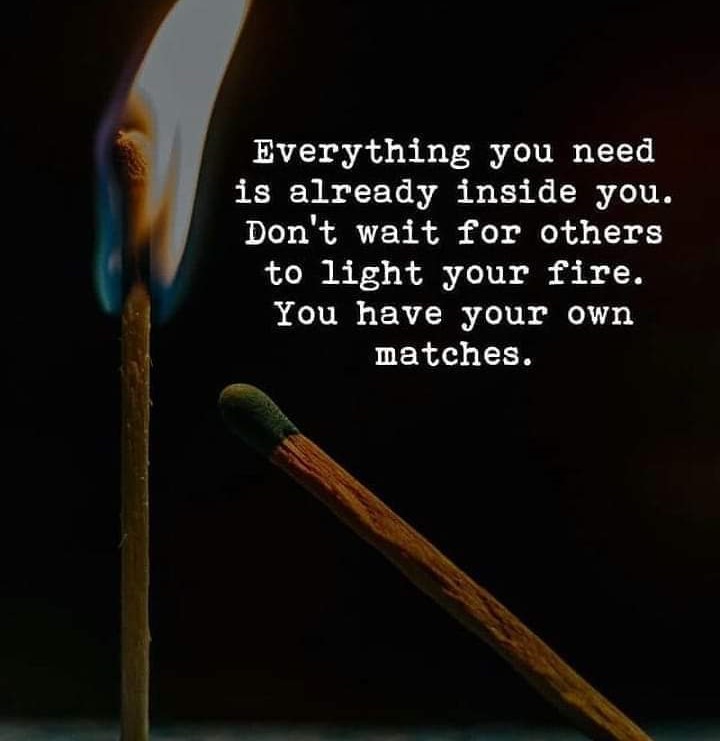 Everything you need
is already inside you.
Don't wait for others
to light your fire.
You have your own
matches.